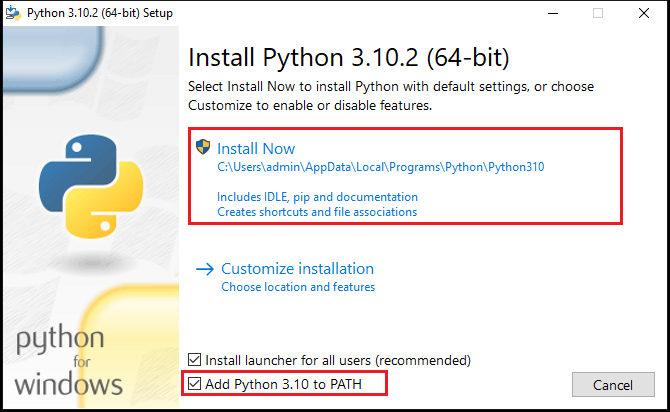 Python 3.10.2 (64-bit) Setup
Install Python 3.10.2 (64-bit)
Select Install Now to install Python with default settings, or choose
Customize to enable or disable features.
Install Now
C:\Users\admin\AppData\Local\Programs\Python\Python310
Includes IDLE, pip and documentation
Creates shortcuts and file associations
Customize installation
Choose location and features
python
for
windows
Install launcher for all users (recommended)
Add Python 3.10 to PATH
Cancel